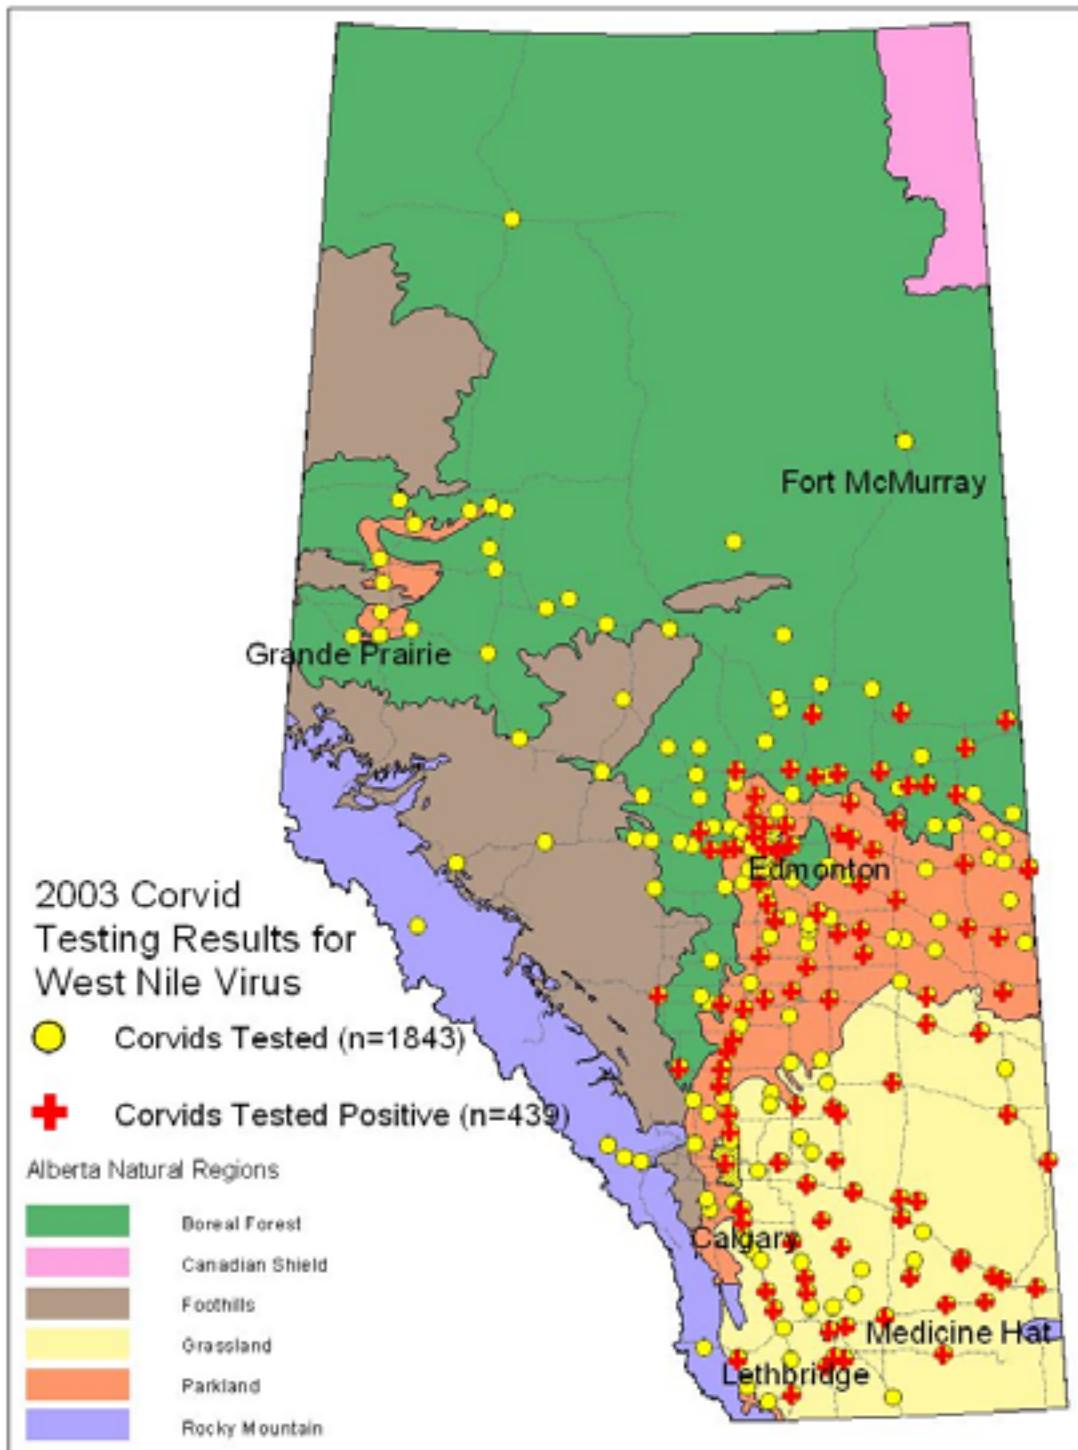 Fort McMurray
Grande Prairie
Edmonton
2003 Corvid
Testing Results for
West Nile Virus
Corvids Tested (n=1843)
Corvids Tested Positive (n=439)
Alberta Natural Regions
Boreal Forest
Canadian Shield
Foothills
Grassland
Parkland
Rocky Mountain
Calgary
Medicine Hat
Lethbridge